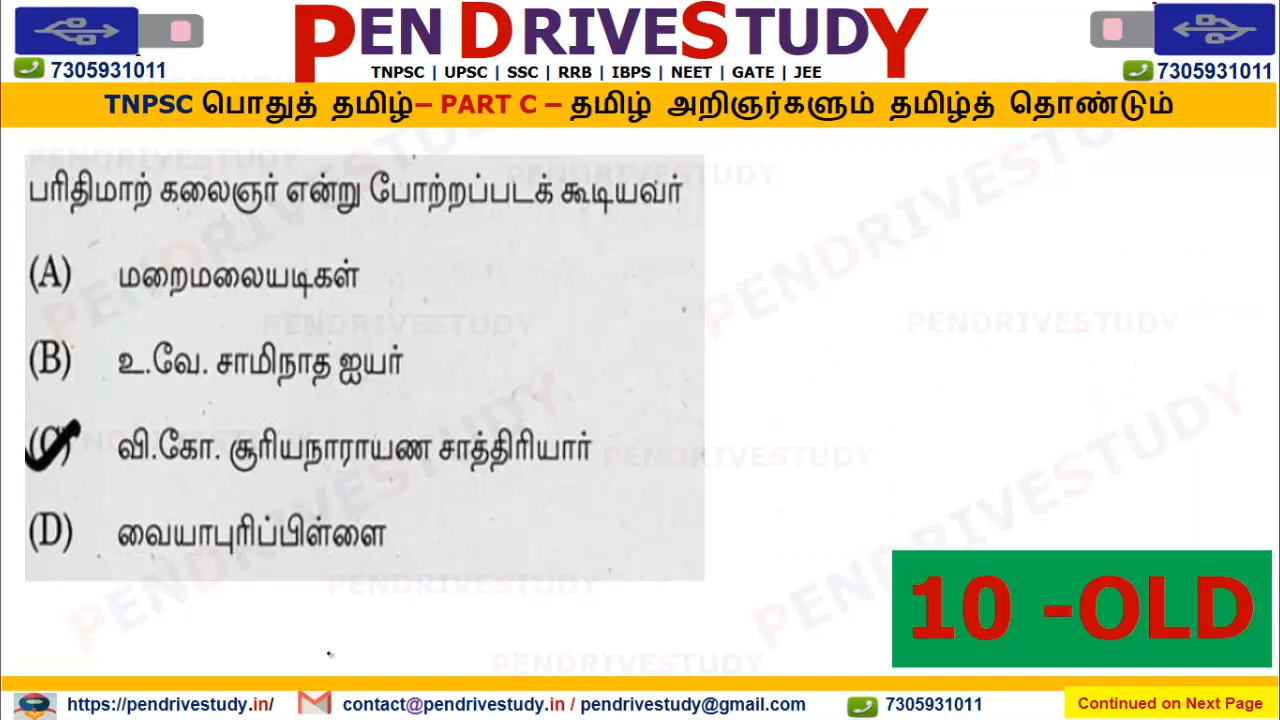 PENDRIVESTUDY
7305931011
TNPSC | UPSC | SSC | RRB | IBPS | NEET | GATE | JEE
7305931011
TNPSC பொதுத் தமிழ்– PART C – தமிழ் அறிஞர்களும் தமிழ்த் தொண்டும்
பரிதிமாற் கலைஞர் என்று போற்றப்படக் கூடியவர்
(A) மறைமலையடிகள்
(B) உ.வே. சாமிநாத ஐயர்
(C) வி.கோ. சூரியநாராயண சாத்திரியார்
(D) வையாபுரிப்பிள்ளை
10 -OLD
https://pendrivestudy.in/
contact@pendrivestudy.in / pendrivestudy@gmail.com
7305931011
Continued on Next Page